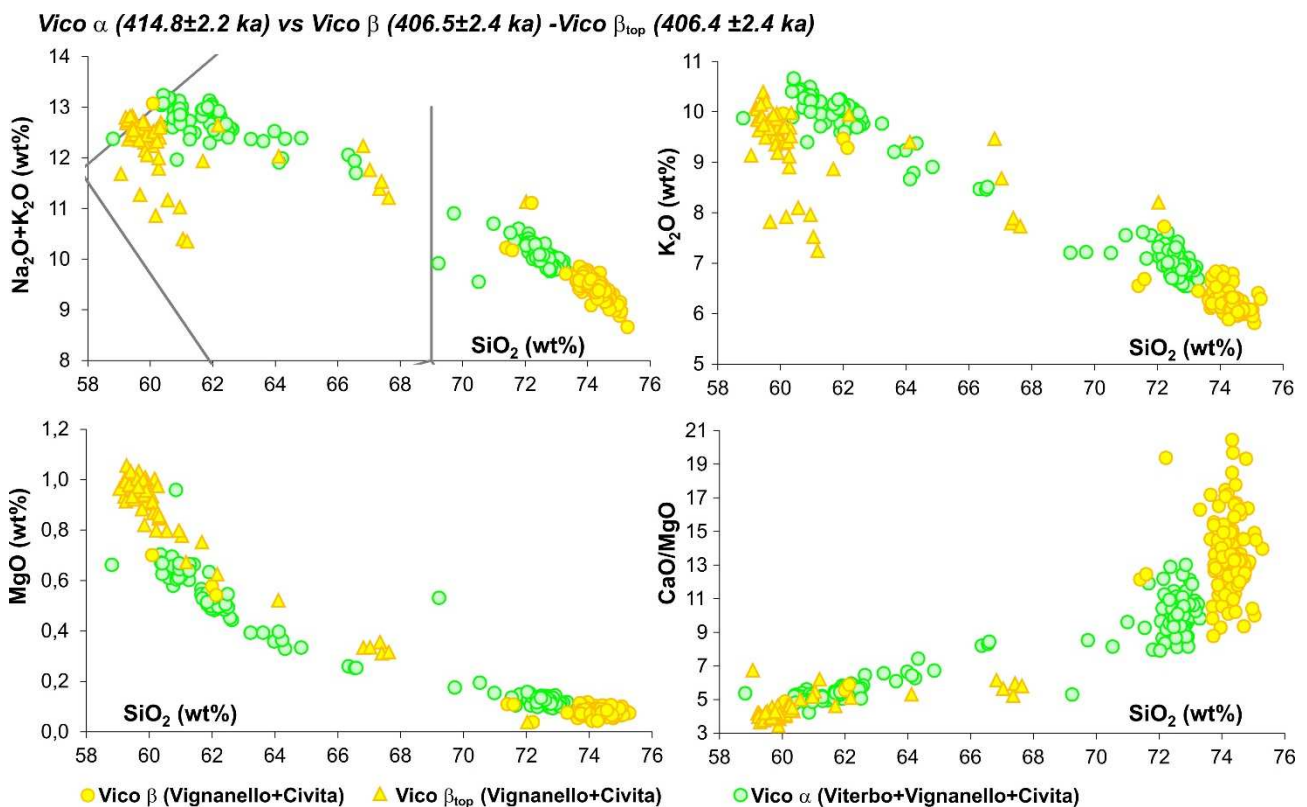 Vico α (414.8±2.2 ka) vs Vico β (406.5±2.4 ka) -Vico βtop (406.4 ±2.4 ka)
Na2O+K2O (wt%)
14
13
12
11
10
9
8
SiO2 (wt%)
58 60 62 64 66 68 70 72 74 76
K2O (wt%)
11
10
9
8
7
6
5
SiO2 (wt%)
58 60 62 64 66 68 70 72 74 76
MgO (wt%)
1,2
1,0
0,8
0,6
0,4
0,2
0,0
SiO2 (wt%)
58 60 62 64 66 68 70 72 74 76
CaO/MgO
21
19
17
15
13
11
9
7
5
3
SiO2 (wt%)
58 60 62 64 66 68 70 72 74 76
Vico β (Vignanello+Civita) Vico βtop (Vignanello+Civita) Vico α (Viterbo+Vignanello+Civita)